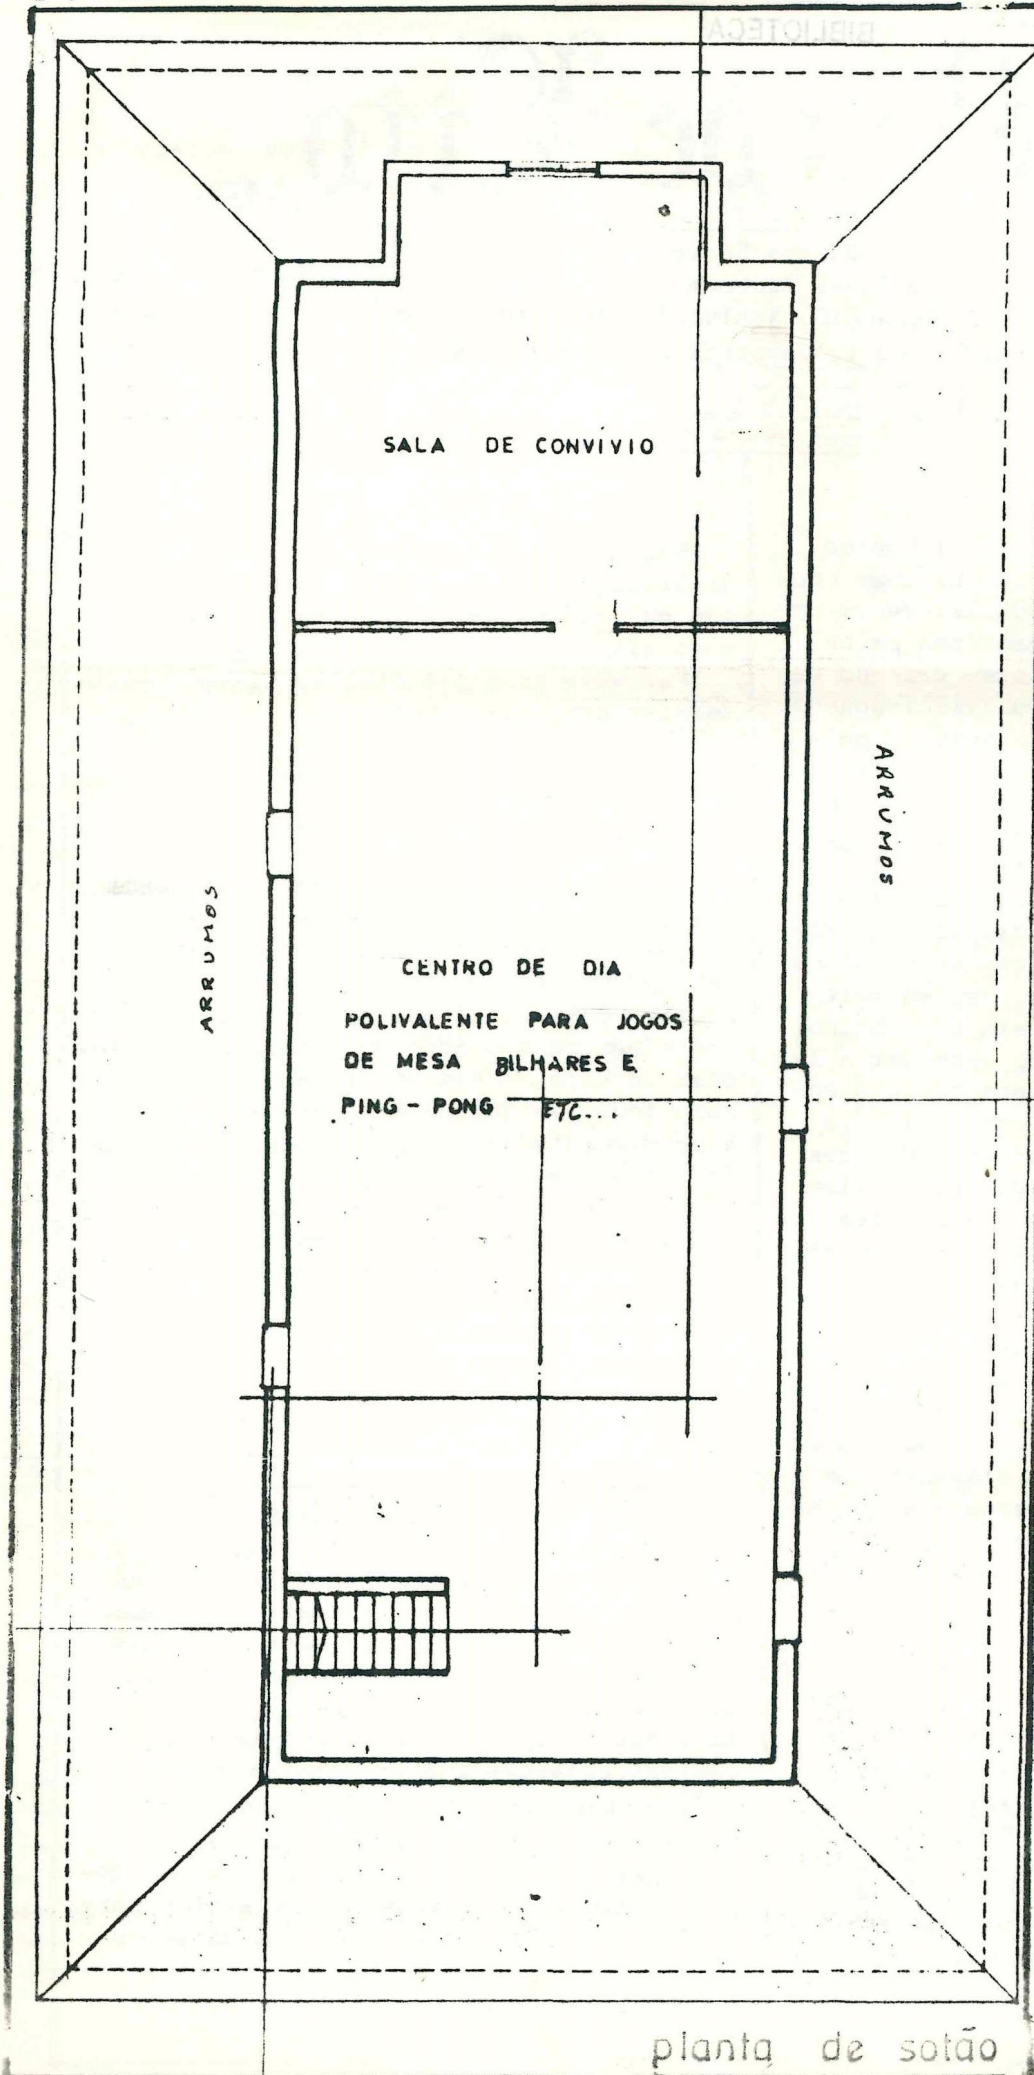 BIBLIOTECA
SALA DE CONVÍVIO
ARRUMOS
ARRUMOS
CENTRO DE DIA
POLIVALENTE PARA JOGOS
DE MESA BILHARES E
PING - PONG ETC...
planta de sotão